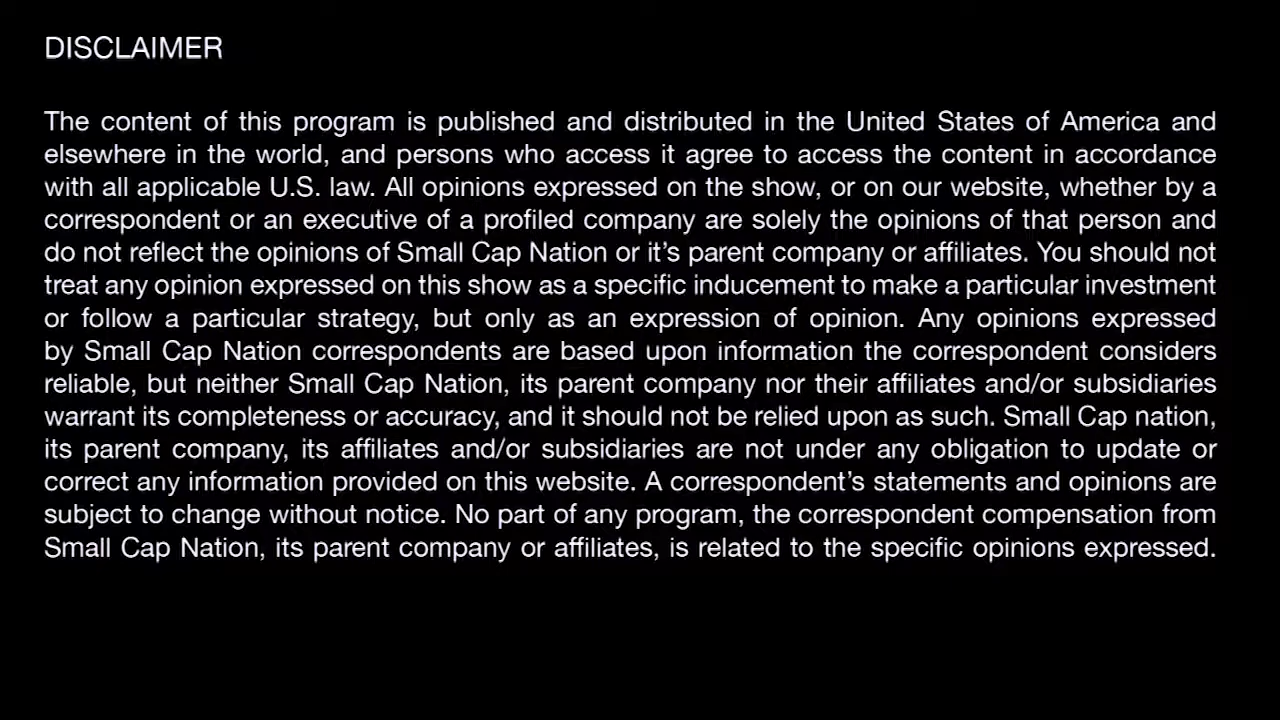 DISCLAIMER
The content of this program is published and distributed in the United States of America and
elsewhere in the world, and persons who access it agree to access the content in accordance
with all applicable U.S. law. All opinions expressed on the show, or on our website, whether by a
correspondent or an executive of a profiled company are solely the opinions of that person and
do not reflect the opinions of Small Cap Nation or it’s parent company or affiliates. You should not
treat any opinion expressed on this show as a specific inducement to make a particular investment
or follow a particular strategy, but only as an expression of opinion. Any opinions expressed
by Small Cap Nation correspondents are based upon information the correspondent considers
reliable, but neither Small Cap Nation, its parent company nor their affiliates and/or subsidiaries
warrant its completeness or accuracy, and it should not be relied upon as such. Small Cap nation,
its parent company, its affiliates and/or subsidiaries are not under any obligation to update or
correct any information provided on this website. A correspondent’s statements and opinions are
subject to change without notice. No part of any program, the correspondent compensation from
Small Cap Nation, its parent company or affiliates, is related to the specific opinions expressed.